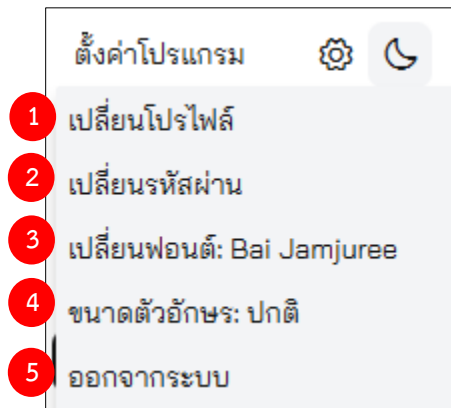 ตั้งค่าโปรแกรม
1 เปลี่ยนโปรไฟล์
2 เปลี่ยนรหัสผ่าน
3 เปลี่ยนฟอนต์: Bai Jamjuree
4 ขนาดตัวอักษร: ปกติ
5 ออกจากระบบ